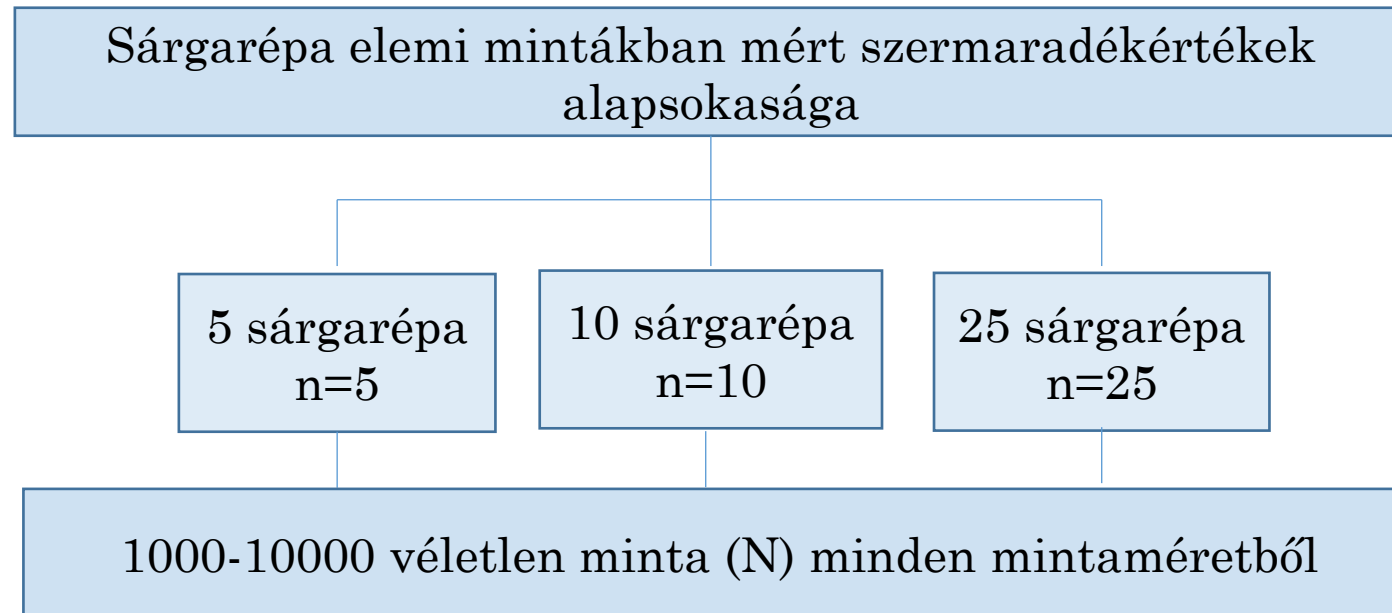 Sárgarépa elemi mintákban mért szermaradékértékek
alapsokasága
5 sárgarépa
n=5
10 sárgarépa
n=10
25 sárgarépa
n=25
1000-10000 véletlen minta (N) minden mintaméretből